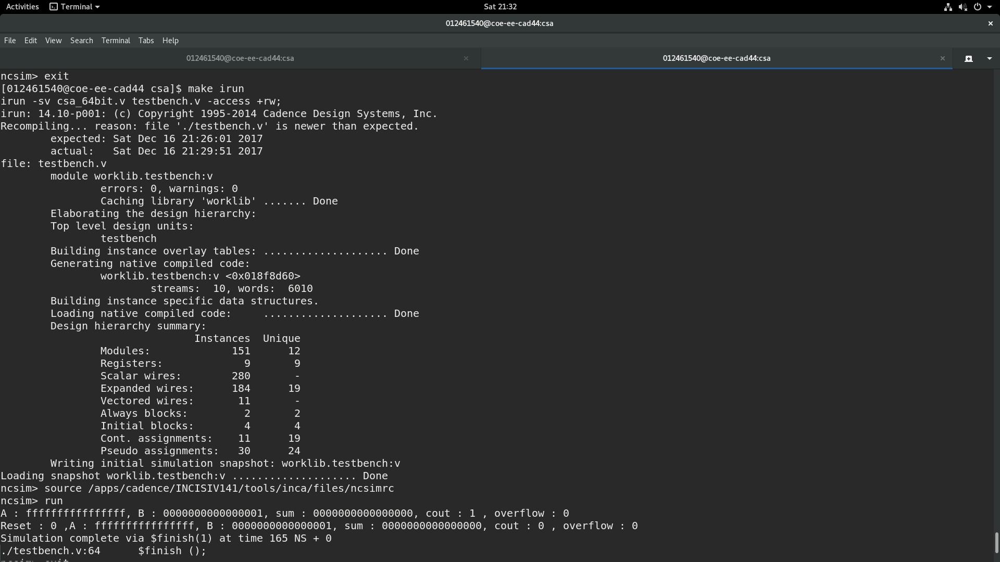 Activities Terminal Sat 21:32
012461540@coe-ee-cad44:csa ×
File Edit View Search Terminal Tabs Help
012461540@coe-ee-cad44:csa × 012461540@coe-ee-cad44:csa ×
ncsim> exit
[012461540@coe-ee-cad44 csa]$ make irun
irun -sv csa_64bit.v testbench.v -access +rw;
irun: 14.10-p001: (c) Copyright 1995-2014 Cadence Design Systems, Inc.
Recompiling... reason: file './testbench.v' is newer than expected.
expected: Sat Dec 16 21:26:01 2017
actual: Sat Dec 16 21:29:51 2017
file: testbench.v
module worklib.testbench:v
errors: 0, warnings: 0
Caching library 'worklib' ....... Done
Elaborating the design hierarchy:
Top level design units:
testbench
Building instance overlay tables: .................... Done
Generating native compiled code:
worklib.testbench:v <0x018f8d60>
streams: 10, words: 6010
Building instance specific data structures.
Loading native compiled code: .................... Done
Design hierarchy summary:
Instances Unique
Modules: 151 12
Registers: 9 9
Scalar wires: 280 -
Expanded wires: 184 19
Vectored wires: 11 -
Always blocks: 2 2
Initial blocks: 4 4
Cont. assignments: 11 19
Pseudo assignments: 30 24
Writing initial simulation snapshot: worklib.testbench:v
Loading snapshot worklib.testbench:v .................... Done
ncsim> source /apps/cadence/INCISIV141/tools/inca/files/ncsimrc
ncsim> run
A : ffffffffffffffff, B : 0000000000000001, sum : 0000000000000000, cout : 1 , overflow : 0
Reset : 0 ,A : ffffffffffffffff, B : 0000000000000001, sum : 0000000000000000, cout : 0 , overflow : 0
Simulation complete via $finish(1) at time 165 NS + 0
./testbench.v:64 $finish ();
ncsim> exit